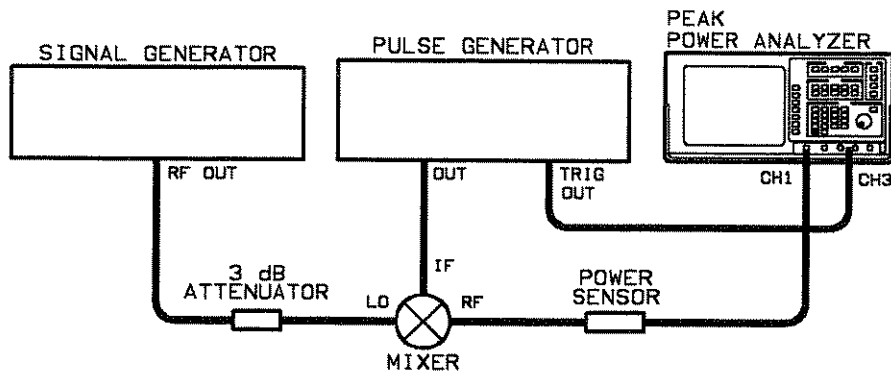 SIGNAL GENERATOR
PULSE GENERATOR
PEAK
POWER ANALYZER
RF OUT
OUT
TRIG
OUT
CH1
CH3
3 dB
ATTENUATOR
LO
IF
RF
POWER
SENSOR
MIXER